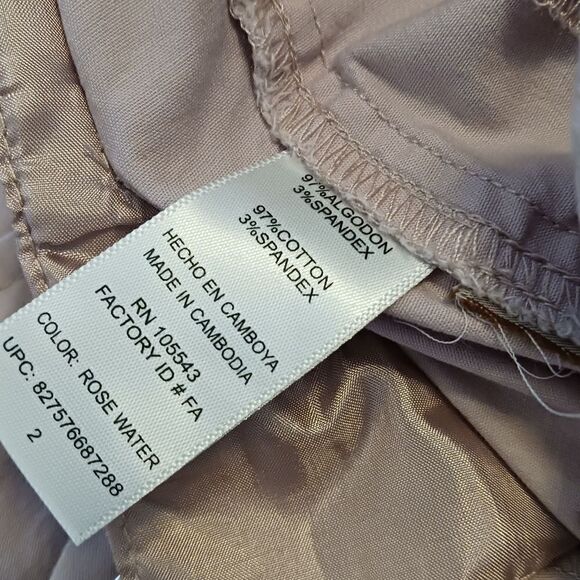 97%ALGODON
3%SPANDEX
97%COTTON
3%SPANDEX
HECHO EN CAMBOYA
MADE IN CAMBODIA
RN 105543
FACTORY ID # FA
COLOR: ROSE WATER
UPC: 827576687288
2